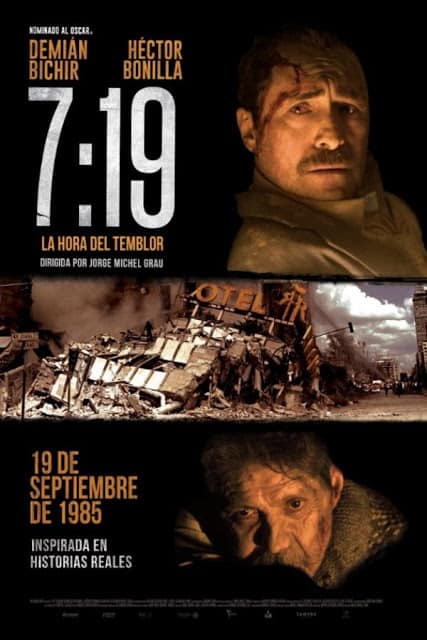 NOMINADO AL OSCAR®
DEMIÁN BICHIR
HÉCTOR BONILLA
7:19
LA HORA DEL TEMBLOR
DIRIGIDA POR JORGE MICHEL GRAU
OTEL
19 DE
SEPTIEMBRE
DE 1985
INSPIRADA EN
HISTORIAS REALES